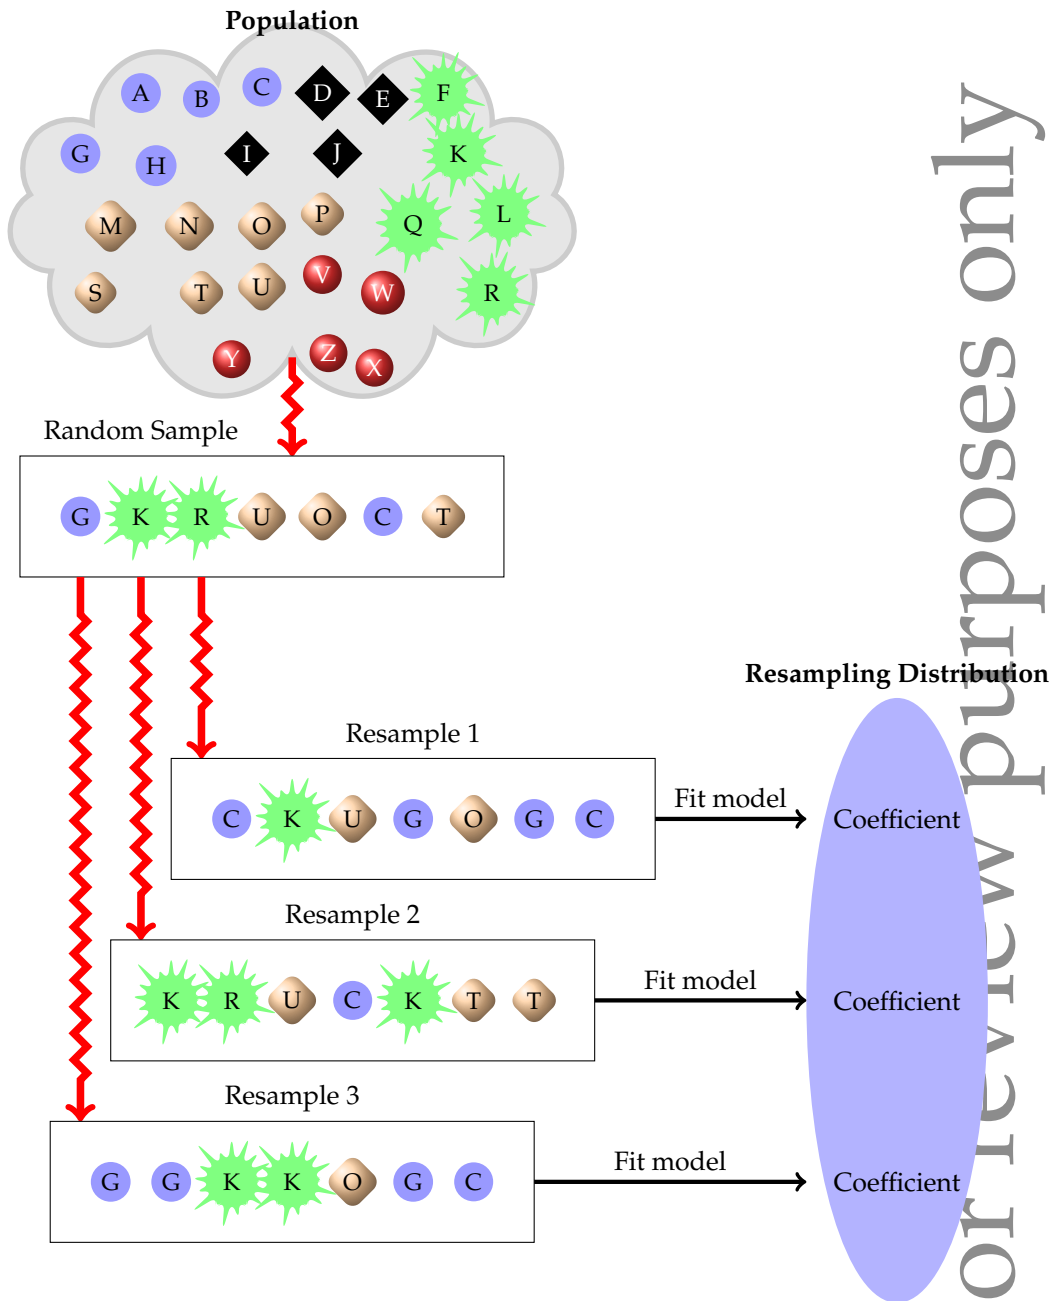 Population
A B C D E F
G H I J K
M N O P Q L
S T U V W R
Y Z X
Random Sample
G K R U O C T
Resampling Distribution
Resample 1
C K U G O G C
Fit model
Coefficient
Resample 2
K R U C K T T
Fit model
Coefficient
Resample 3
G G K K O G C
Fit model
Coefficient
or review purposes only